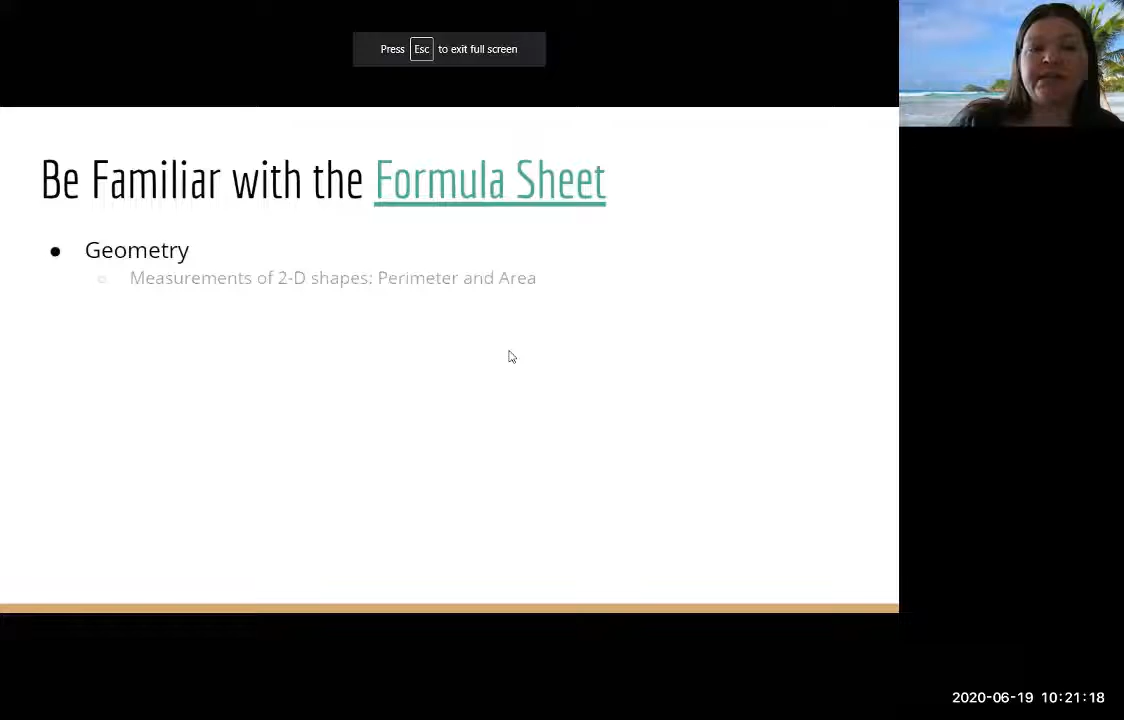 Press Esc to exit full screen
Be Familiar with the Formula Sheet
● Geometry
○ Measurements of 2-D shapes: Perimeter and Area
2020-06-19 10:21:18